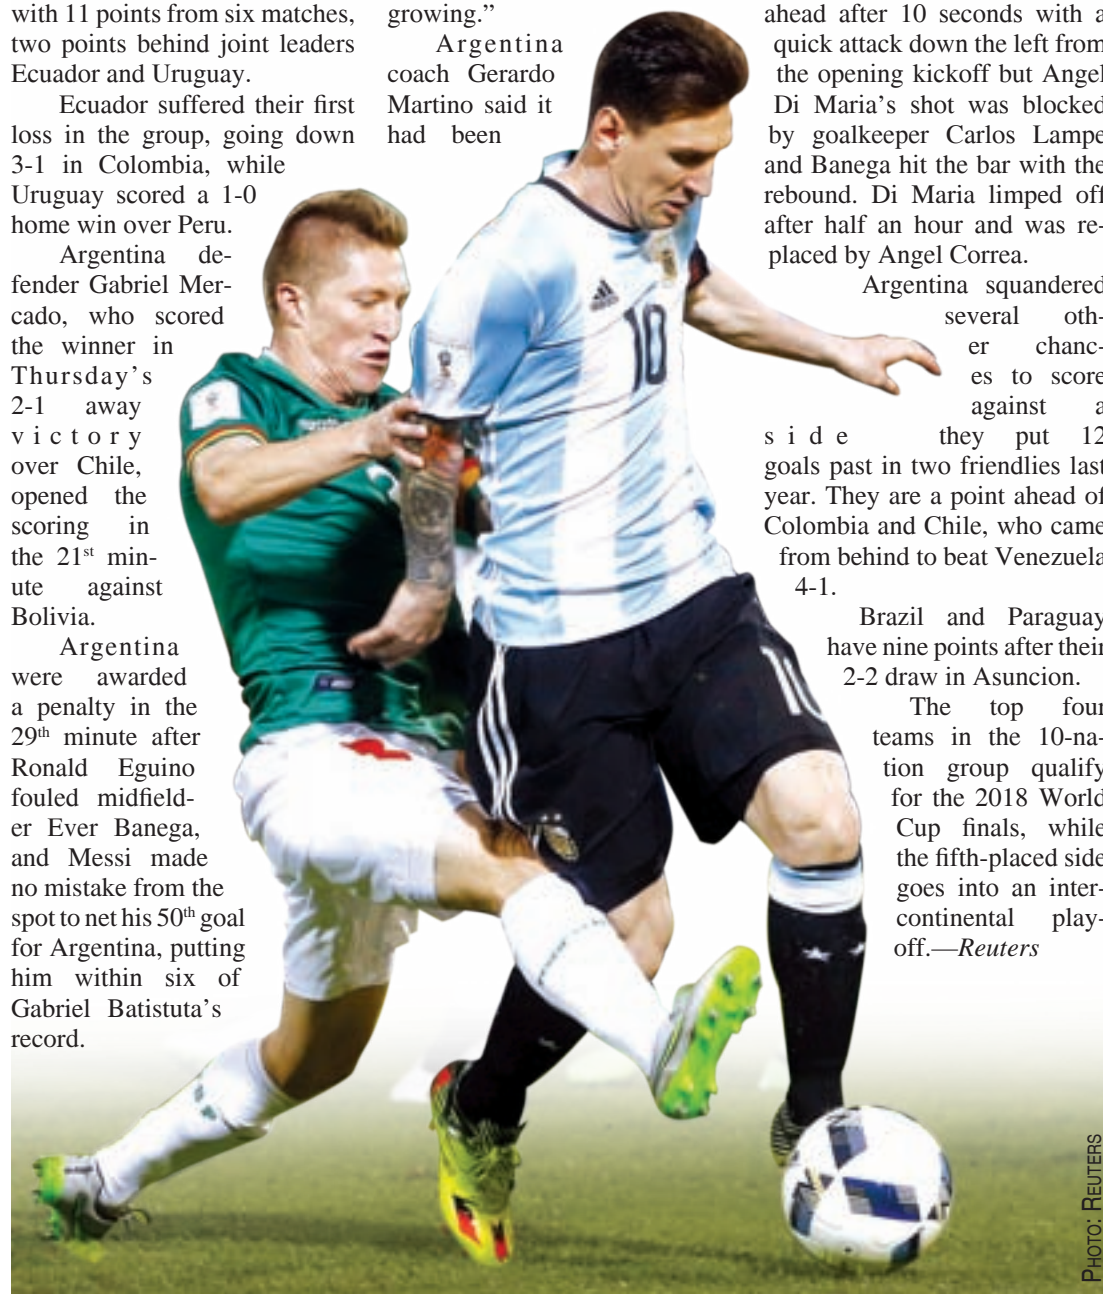 with 11 points from six matches,
two points behind joint leaders
Ecuador and Uruguay.
Ecuador suffered their first
loss in the group, going down
3-1 in Colombia, while
Uruguay scored a 1-0
home win over Peru.
Argentina de-
fender Gabriel Mer-
cado, who scored
the winner in
Thursday's
2-1 away
victory
over Chile,
opened the
scoring in
the 21st min-
ute against
Bolivia.
Argentina
were awarded
a penalty in the
29th minute after
Ronald Eguino
fouled midfield-
er Ever Banega,
and Messi made
no mistake from the
spot to net his 50th goal
for Argentina, putting
him within six of
Gabriel Batistuta's
record.
growing.”
Argentina
coach Gerardo
Martino said it
had been
ahead after 10 seconds with a
quick attack down the left from
the opening kickoff but Angel
Di Maria's shot was blocked
by goalkeeper Carlos Lampe
and Banega hit the bar with the
rebound. Di Maria limped off
after half an hour and was re-
placed by Angel Correa.
Argentina squandered
several oth-
er chanc-
es to score
against a
side they put 12
goals past in two friendlies last
year. They are a point ahead of
Colombia and Chile, who came
from behind to beat Venezuela
4-1.
Brazil and Paraguay
have nine points after their
2-2 draw in Asuncion.
The top four
teams in the 10-na-
tion group qualify
for the 2018 World
Cup finals, while
the fifth-placed side
goes into an inter-
continental play-
off.—Reuters
10
10
PHOTO: REUTERS